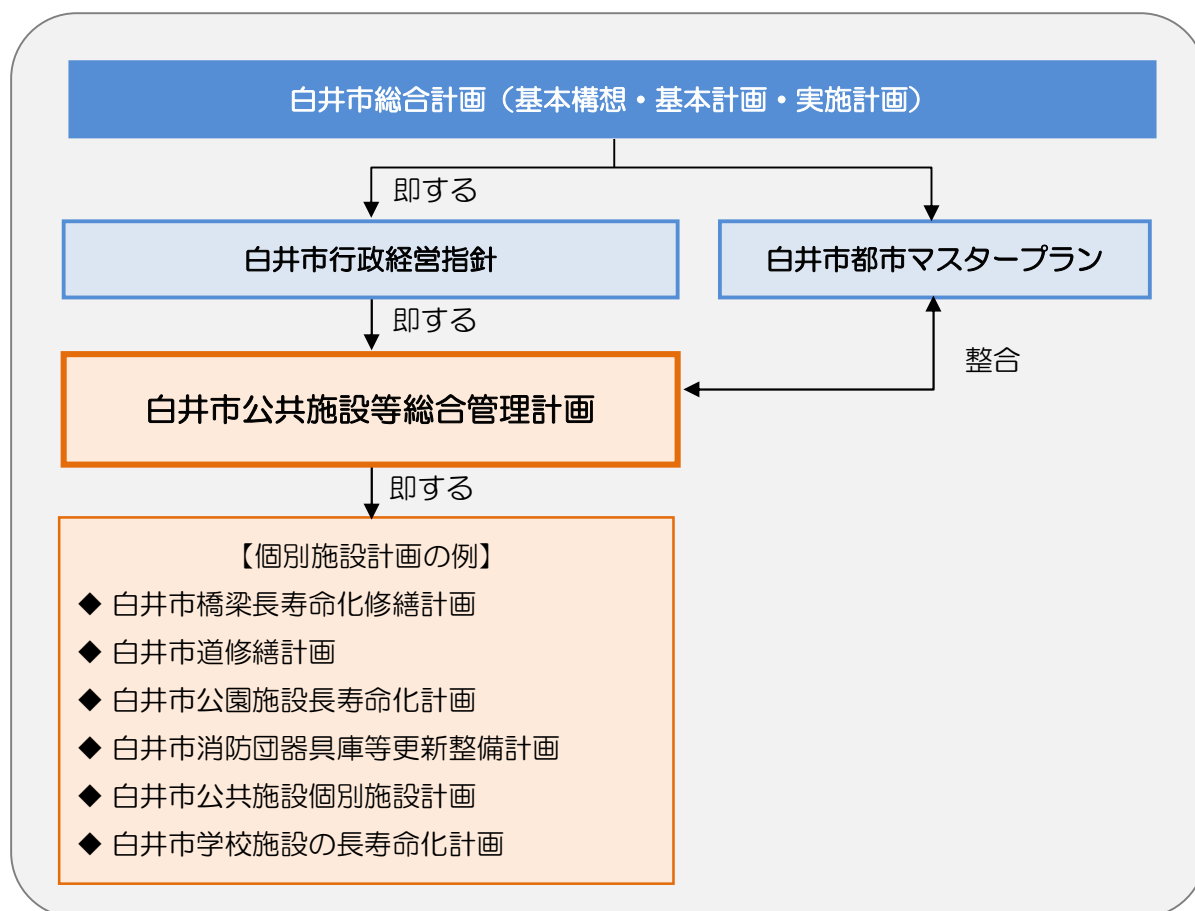 白井市総合計画（基本構想・基本計画・実施計画）
即する
白井市行政経営指針
白井市都市マスタープラン
即する
整合
白井市公共施設等総合管理計画
即する
【個別施設計画の例】
◆ 白井市橋梁長寿命化修繕計画
◆ 白井市道修繕計画
◆ 白井市公園施設長寿命化計画
◆ 白井市消防団器具庫等更新整備計画
◆ 白井市公共施設個別施設計画
◆ 白井市学校施設の長寿命化計画